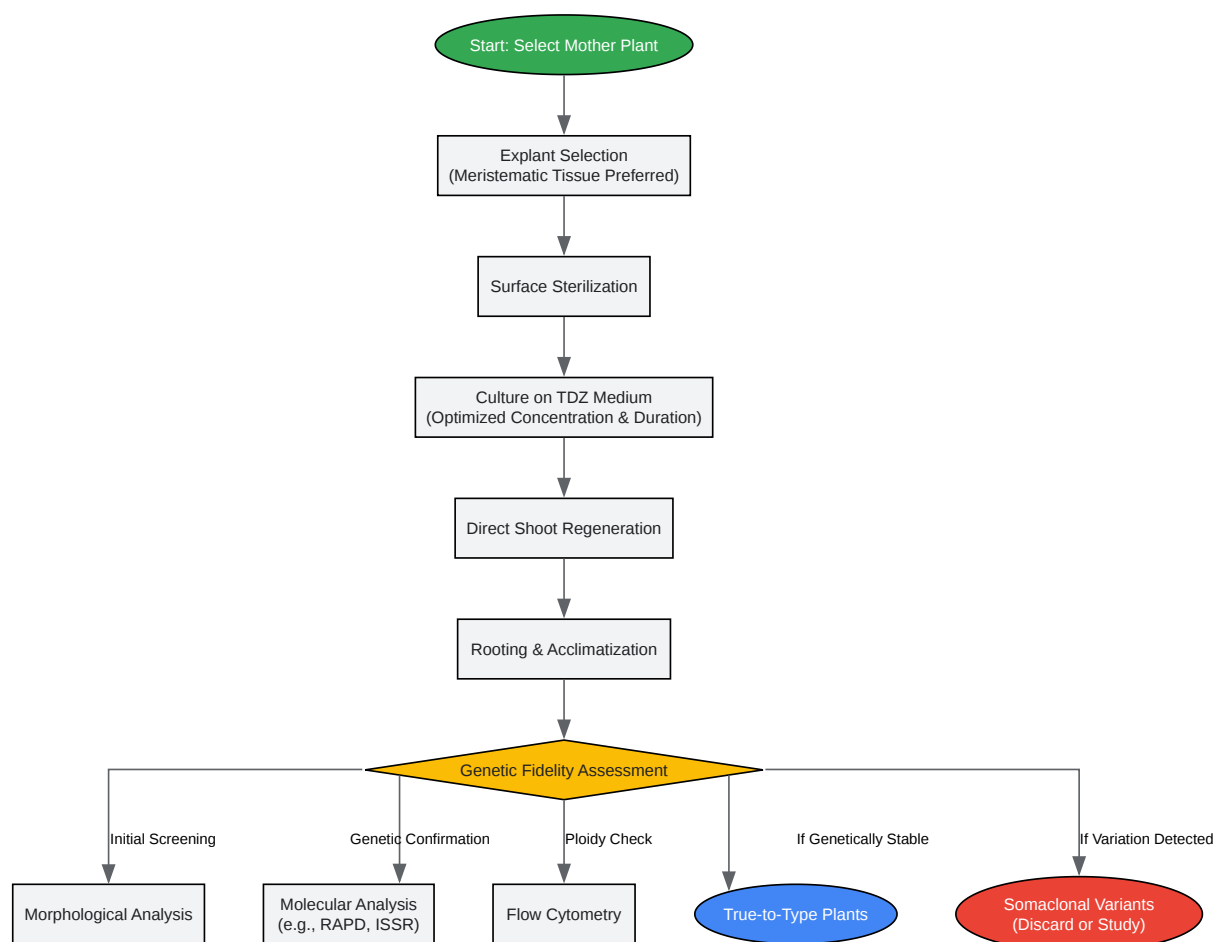 Start: Select Mother Plant
Explant Selection
(Meristematic Tissue Preferred)
Surface Sterilization
Culture on TDZ Medium
(Optimized Concentration & Duration)
Direct Shoot Regeneration
Rooting & Acclimatization
Genetic Fidelity Assessment
Initial Screening
Genetic Confirmation
Ploidy Check
If Genetically Stable
If Variation Detected
Morphological Analysis
Molecular Analysis
(e.g., RAPD, ISSR)
Flow Cytometry
True-to-Type Plants
Somaclonal Variants
(Discard or Study)